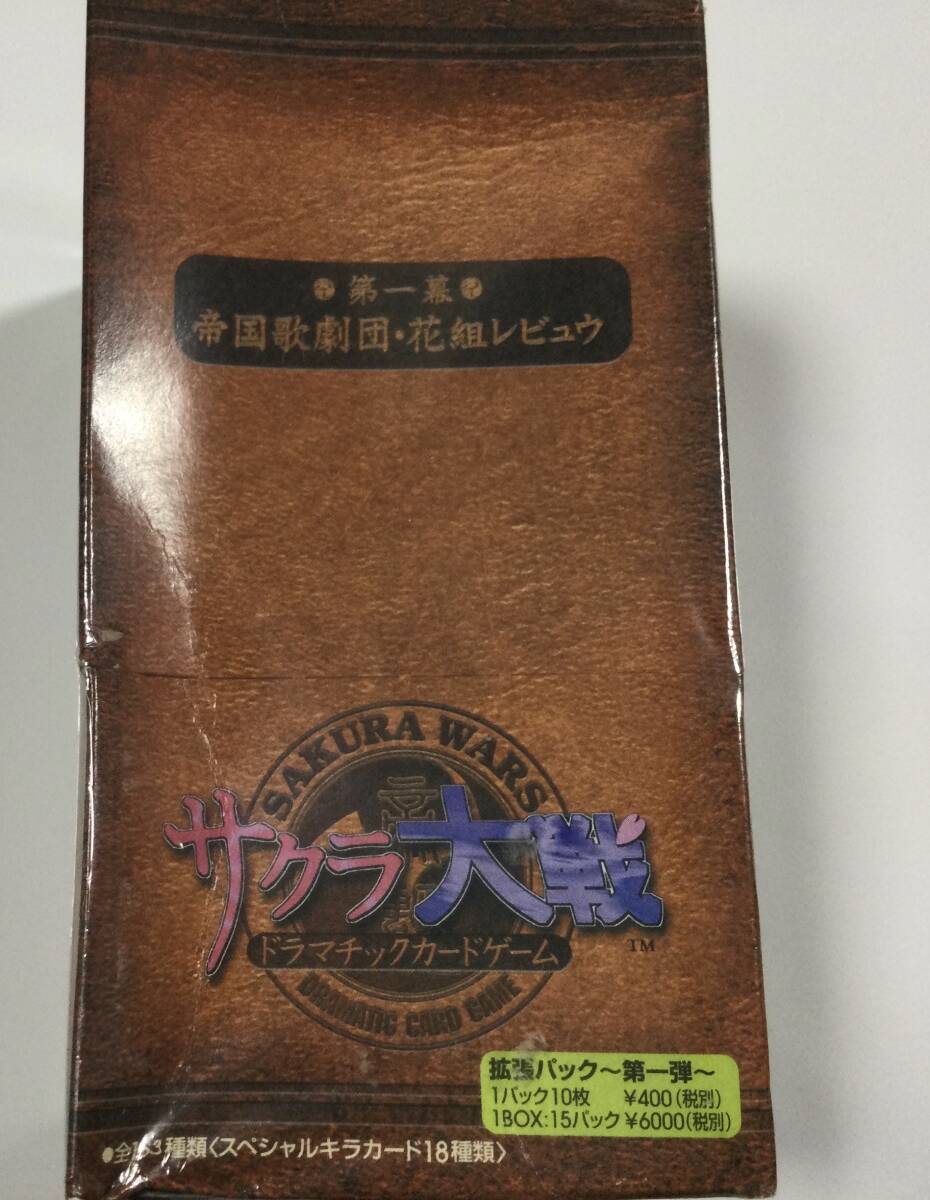 第一幕
帝国歌劇団・花組レビュウ
SAKURA WARS
サクラ大戦
TM
ドラマチックカードゲーム
DRAMATIC CARD GAME
拡張パック～第一弾～
1パック10枚 ¥400(税別)
1BOX:15パック ¥6000(税別)
種類〈スペシャルキラカード18種類〉